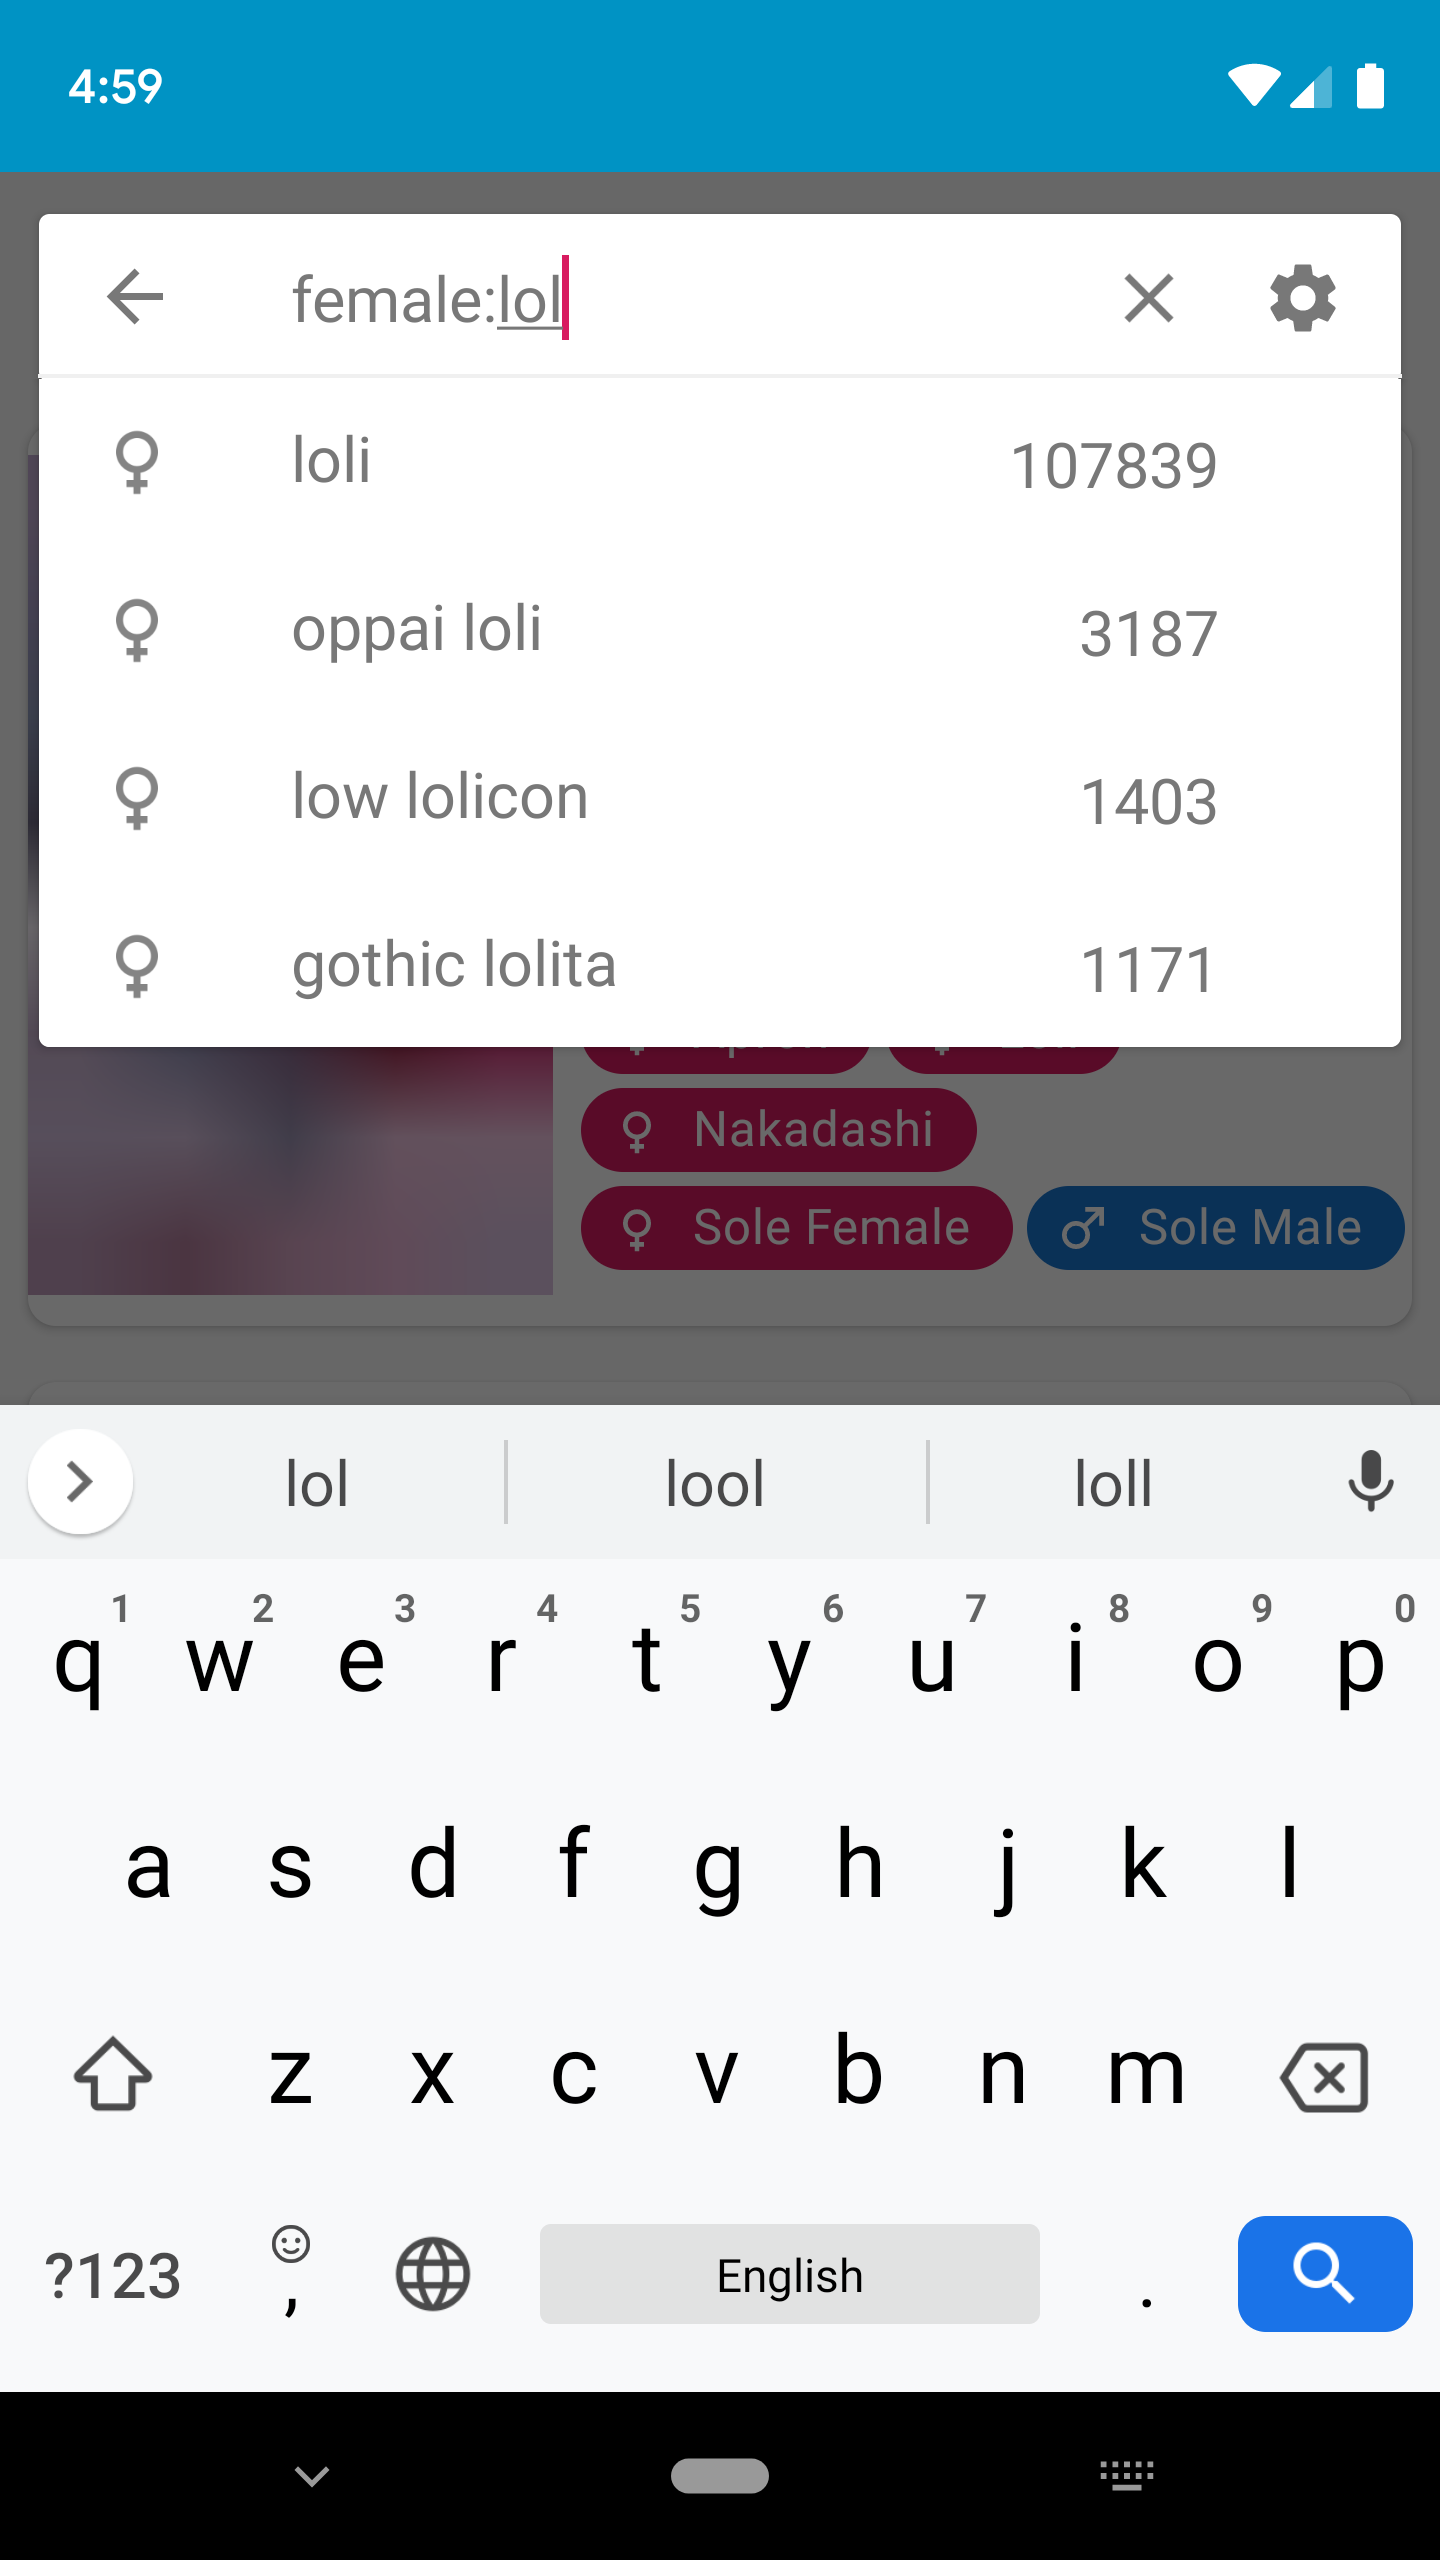 4:59
female:lol
loli 107839
oppai loli 3187
low lolicon 1403
gothic lolita 1171
Nakadashi
Sole Female Sole Male
lol lool loll
1 2 3 4 5 6 7 8 9 0
q w e r t y u i o p
a s d f g h j k l
z x c v b n m
?123 , English .